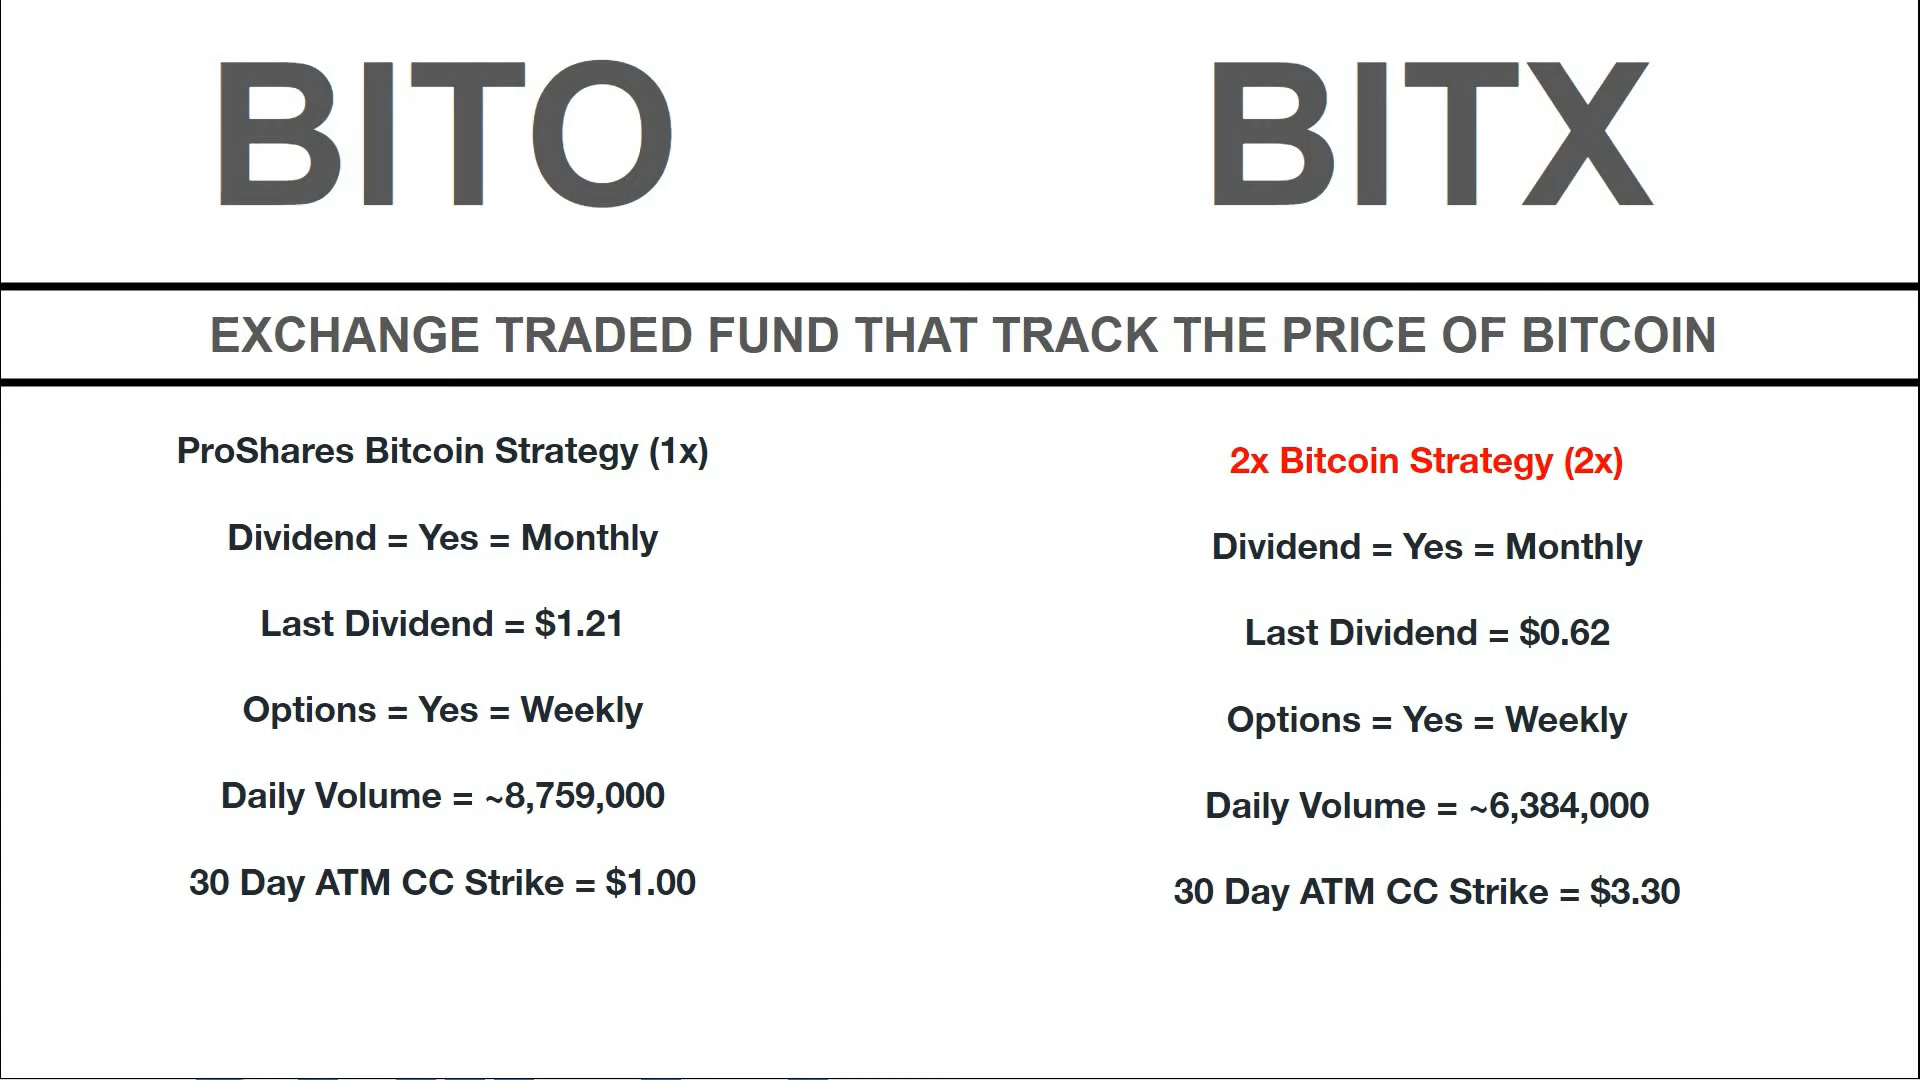 BITO
BITX
EXCHANGE TRADED FUND THAT TRACK THE PRICE OF BITCOIN
ProShares Bitcoin Strategy (1x)
Dividend = Yes = Monthly
Last Dividend = $1.21
Options = Yes = Weekly
Daily Volume = ~8,759,000
30 Day ATM CC Strike = $1.00
2x Bitcoin Strategy (2x)
Dividend = Yes = Monthly
Last Dividend = $0.62
Options = Yes = Weekly
Daily Volume = ~6,384,000
30 Day ATM CC Strike = $3.30